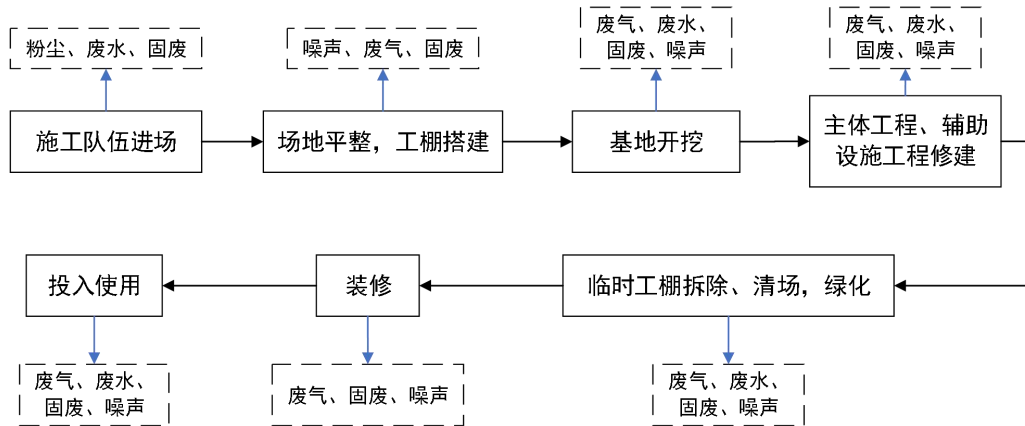 粉尘、废水、固废
噪声、废气、固废
废气、废水、
固废、噪声
废气、废水、
固废、噪声
施工队伍进场
场地平整，工棚搭建
基地开挖
主体工程、辅助
设施工程修建
投入使用
装修
临时工棚拆除、清场，绿化
废气、废水、
固废、噪声
废气、固废、噪声
废气、废水、
固废、噪声